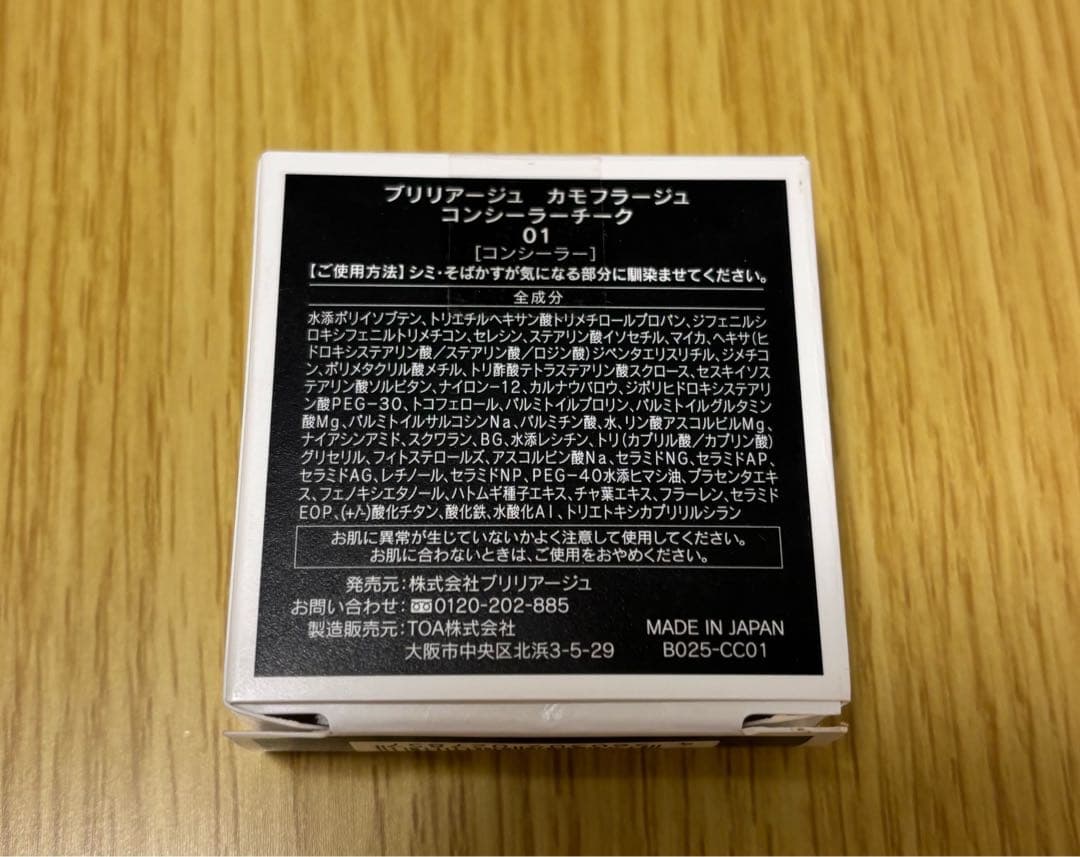 ブリリアージュ カモフラージュ
コンシーラーチーク
01
[コンシーラー]
【ご使用方法】シミ・そばかすが気になる部分に馴染ませてください。
全成分
水添ポリイソブテン、トリエチルヘキサン酸トリメチロールプロパン、ジフェニルシ
ロキシフェニルトリメチコン、セレシン、ステアリン酸イソセチル、マイカ、ヘキサ(ヒ
ドロキシステアリン酸/ステアリン酸/ロジン酸)ジペンタエリスリチル、ジメチコ
ン、ポリメタクリル酸メチル、トリ酢酸テトラステアリン酸スクロース、セスキイソス
テアリン酸ソルビタン、ナイロン-12、カルナウバロウ、ジポリヒドロキシステアリ
ン酸PEG-30、トコフェロール、パルミトイルプロリン、パルミトイルグルタミン
酸Mg、パルミトイルサルコシンNa、パルミチン酸、水、リン酸アスコルビルMg、
ナイアシンアミド、スクワラン、BG、水添レシチン、トリ(カプリル酸/カプリン酸)
グリセリル、フィトステロールズ、アスコルビン酸Na、セラミドNG、セラミドAP、
セラミドAG、レチノール、セラミドNP、PEG-40水添ヒマシ油、プラセンタエキ
ス、フェノキシエタノール、ハトムギ種子エキス、チャ葉エキス、フラーレン、セラミド
EOP、(+/-)酸化チタン、酸化鉄、水酸化Al、トリエトキシカプリリルシラン
お肌に異常が生じていないかよく注意して使用してください。
お肌に合わないときは、ご使用をおやめください。
発売元:株式会社ブリリアージュ
お問い合わせ:0120-202-885
製造販売元:TOA株式会社
大阪市中央区北浜3-5-29
MADE IN JAPAN
B025-CC01